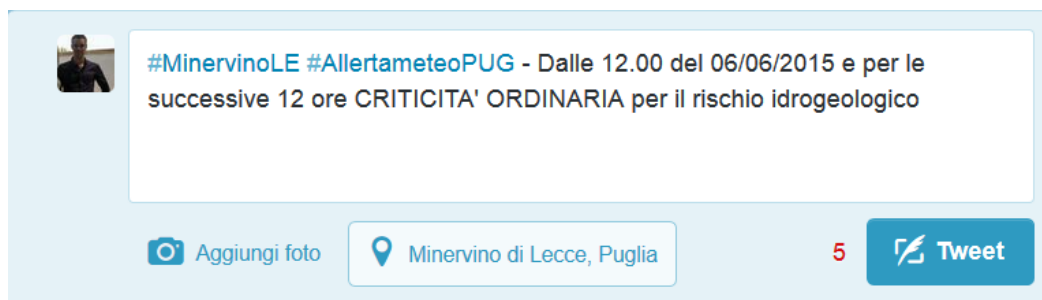 #MinervinoLE #AllertameteoPUG - Dalle 12.00 del 06/06/2015 e per le
successive 12 ore CRITICITA' ORDINARIA per il rischio idrogeologico
Aggiungi foto
Minervino di Lecce, Puglia
5
Tweet